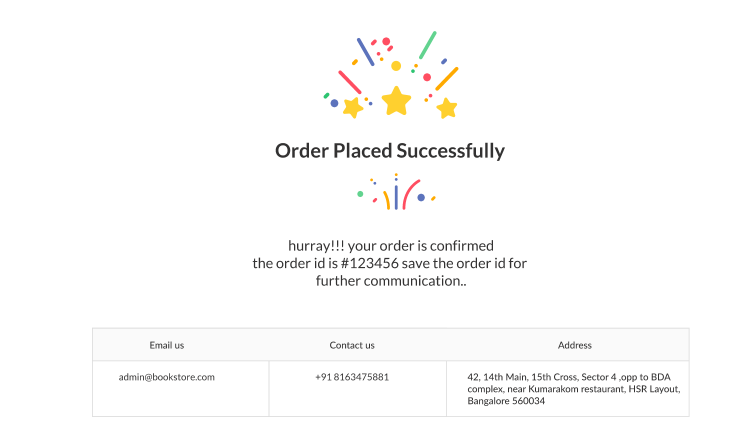 Order Placed Successfully
hurray!!! your order is confirmed
the order id is #123456 save the order id for
further communication..
Email us
Contact us
Address
admin@bookstore.com
+91 8163475881
42, 14th Main, 15th Cross, Sector 4 ,opp to BDA
complex, near Kumarakom restaurant, HSR Layout,
Bangalore 560034